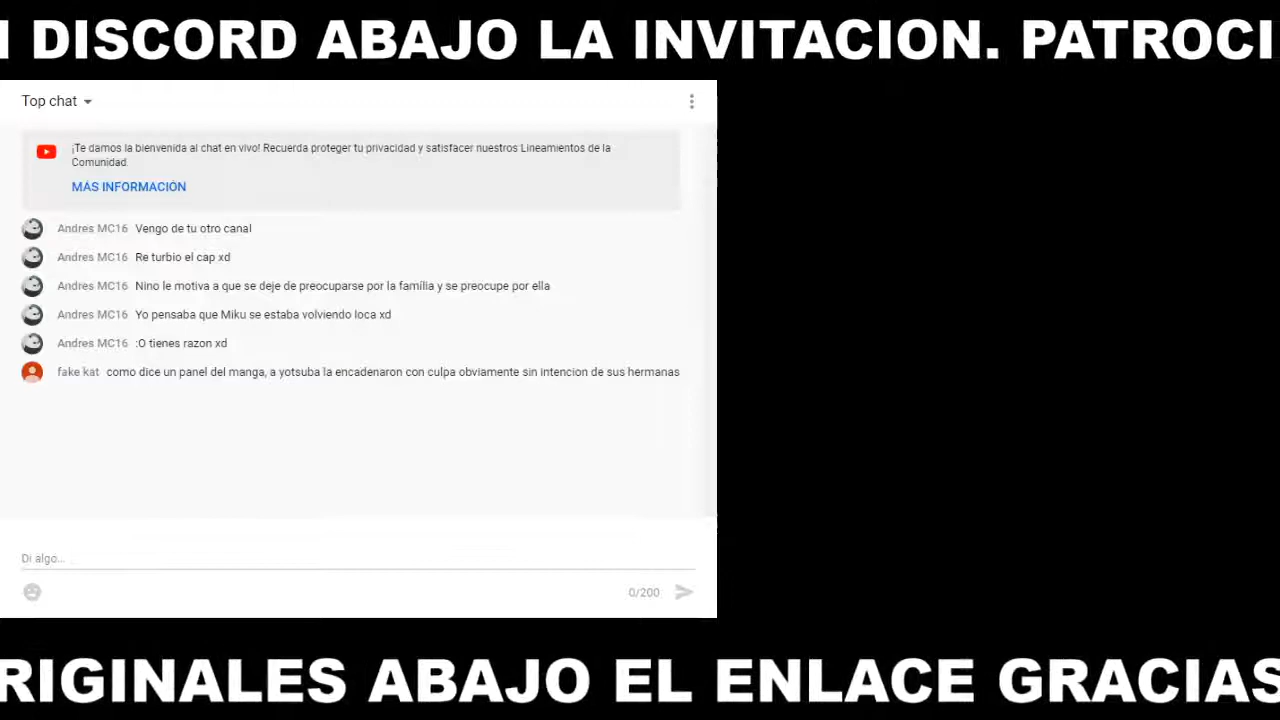 DISCORD ABAJO LA INVITACION. PATROCI
Top chat
¡Te damos la bienvenida al chat en vivo! Recuerda proteger tu privacidad y satisfacer nuestros Lineamientos de la
Comunidad.
MÁS INFORMACIÓN
Andres MC16 Vengo de tu otro canal
Andres MC16 Re turbio el cap xd
Andres MC16 Nino le motiva a que se deje de preocuparse por la família y se preocupe por ella
Andres MC16 Yo pensaba que Miku se estaba volviendo loca xd
Andres MC16 :O tienes razon xd
fake kat como dice un panel del manga, a yotsuba la encadenaron con culpa obviamente sin intencion de sus hermanas
Di algo...
0/200
RIGINALES ABAJO EL ENLACE GRACIAS